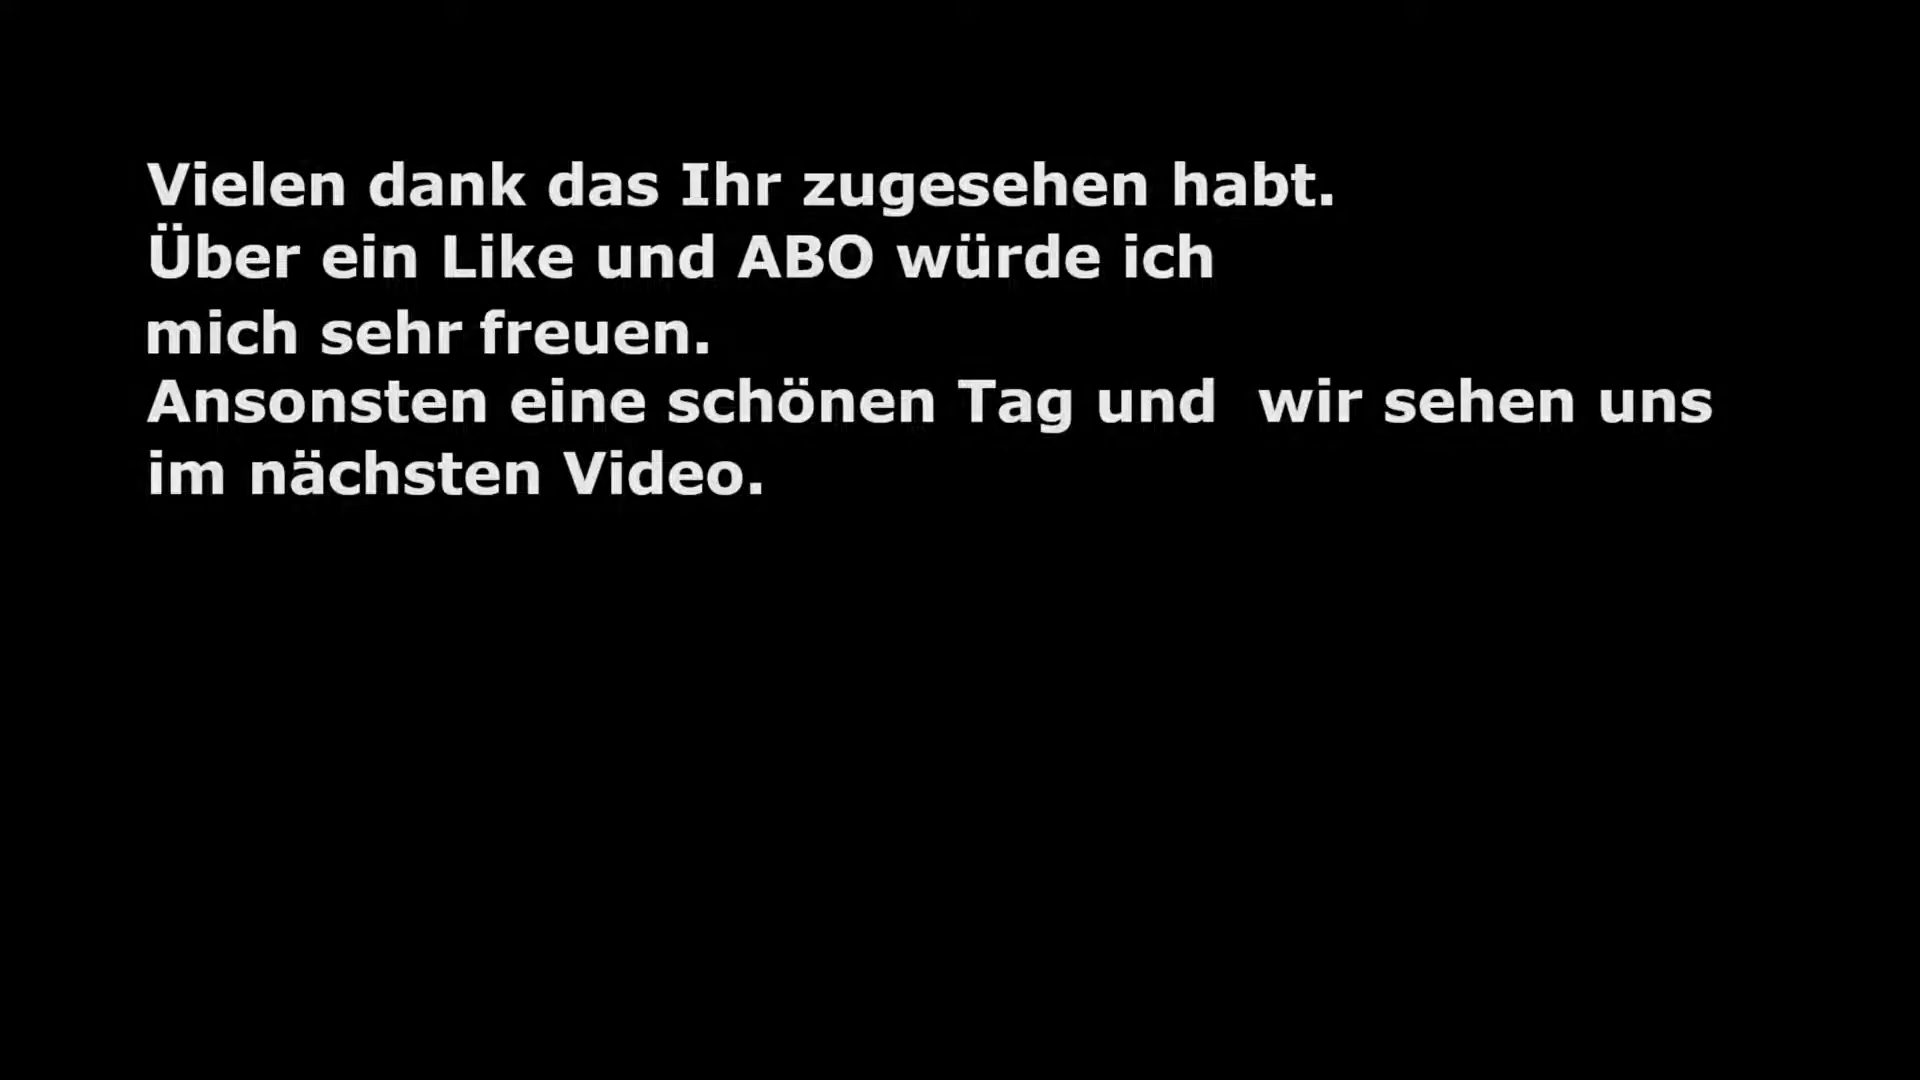 Vielen dank das Ihr zugesehen habt.
Über ein Like und ABO würde ich
mich sehr freuen.
Ansonsten eine schönen Tag und  wir sehen uns
im nächsten Video.